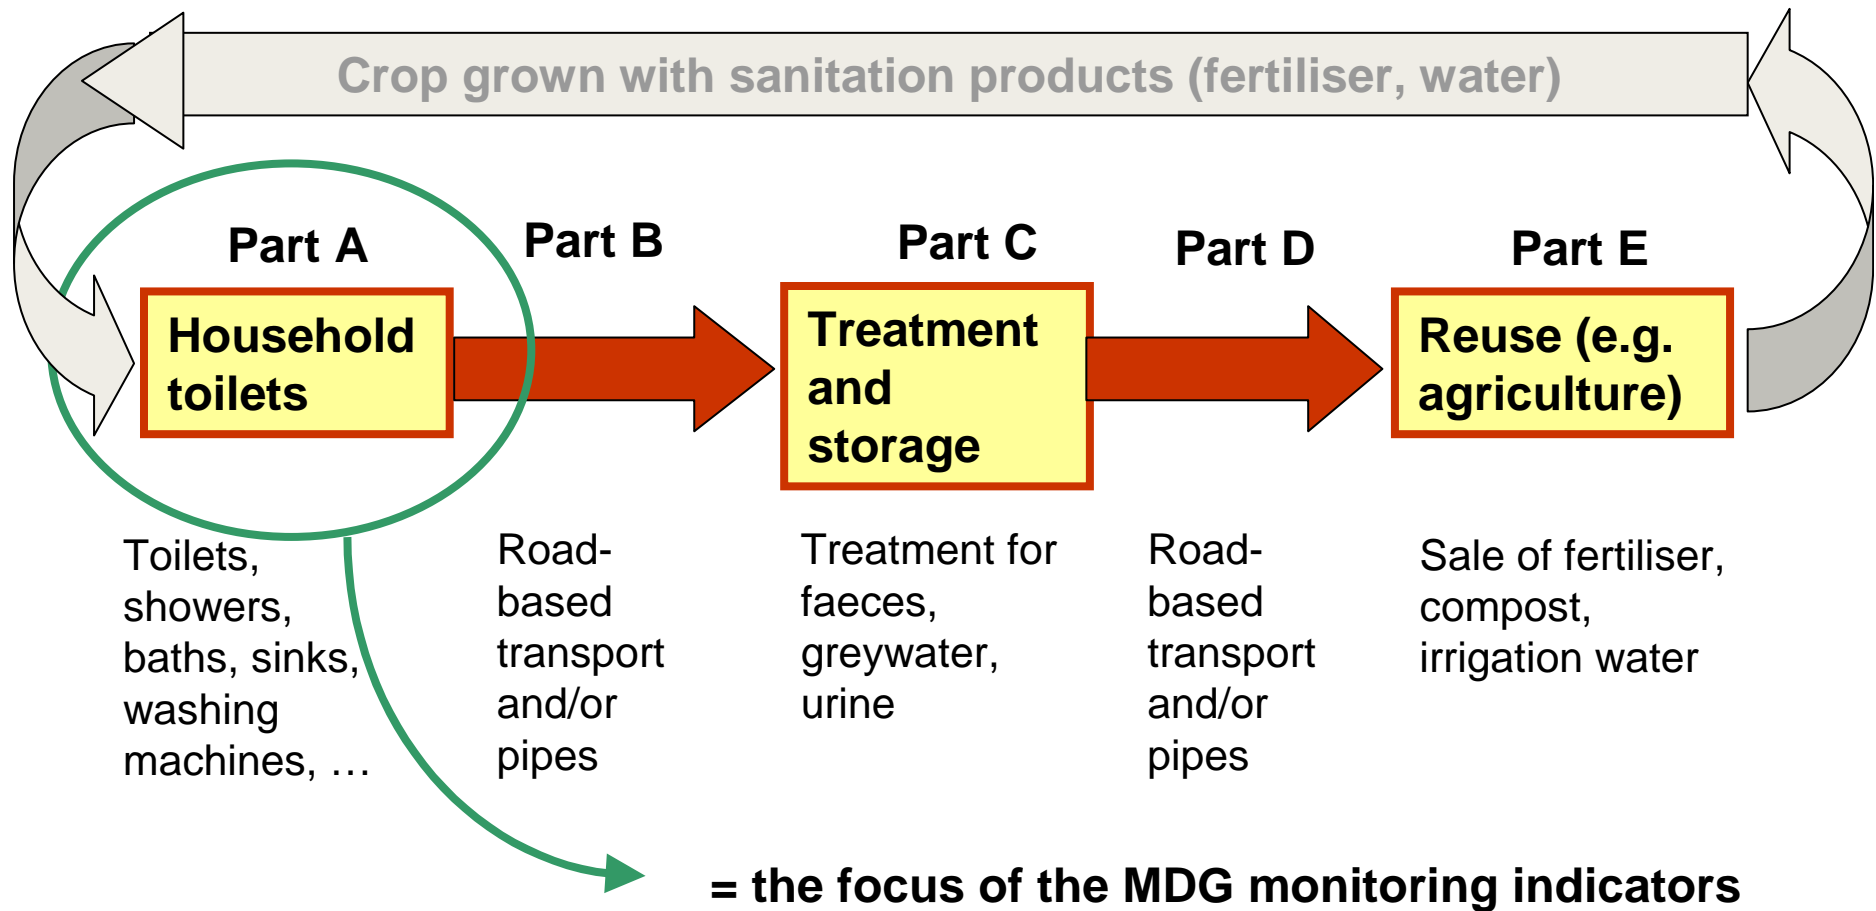 Crop grown with sanitation products (fertiliser, water)
Part A
Part B
Part C
Part D
Part E
Household
toilets
Treatment
and
storage
Reuse (e.g.
agriculture)
Toilets,
showers,
baths, sinks,
washing
machines, …
Road-
based
transport
and/or
pipes
Treatment for
faeces,
greywater,
urine
Road-
based
transport
and/or
pipes
Sale of fertiliser,
compost,
irrigation water
= the focus of the MDG monitoring indicators